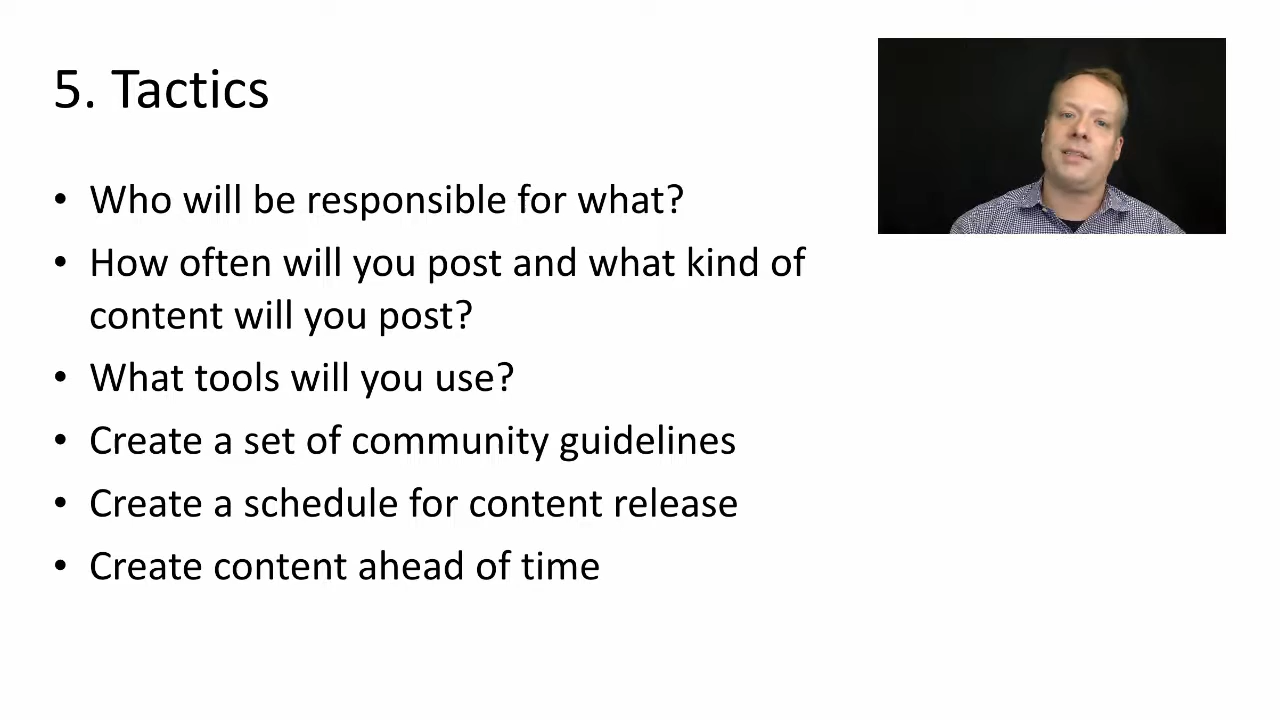 5. Tactics
• Who will be responsible for what?
• How often will you post and what kind of
content will you post?
• What tools will you use?
• Create a set of community guidelines
• Create a schedule for content release
• Create content ahead of time